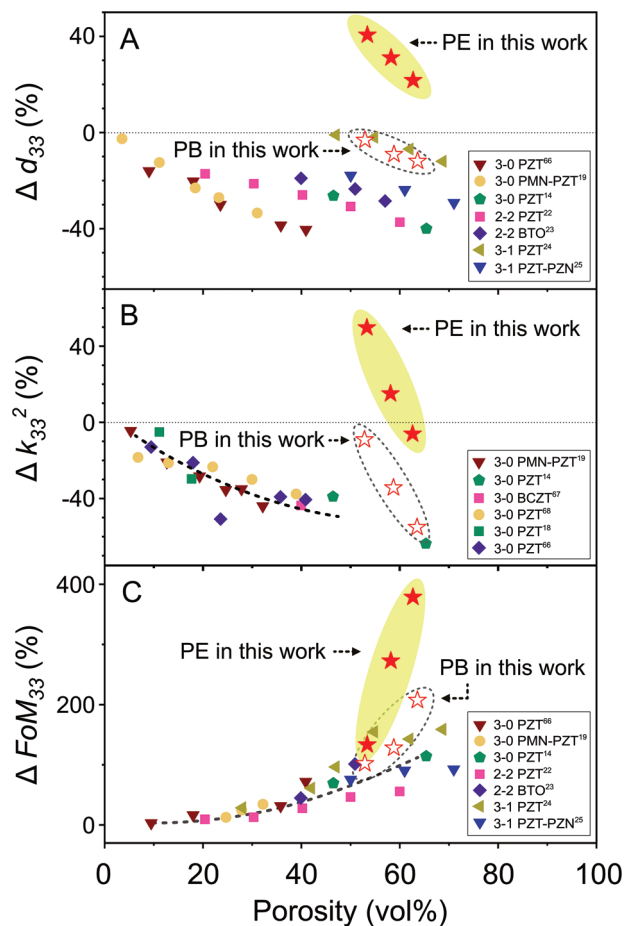 A
40
0
-40
Δ d33 (%)
PE in this work
PB in this work
3-0 PZT66
3-0 PMN-PZT19
3-0 PZT14
2-2 PZT22
2-2 BTO23
3-1 PZT24
3-1 PZT-PZN25
B
40
0
-40
Δ k33² (%)
PE in this work
PB in this work
3-0 PMN-PZT19
3-0 PZT14
3-0 BCZT67
3-0 PZT68
3-0 PZT18
3-0 PZT66
C
400
200
0
Δ FoM33 (%)
PE in this work
PB in this work
3-0 PZT66
3-0 PMN-PZT19
3-0 PZT14
2-2 PZT22
2-2 BTO23
3-1 PZT24
3-1 PZT-PZN25
0 20 40 60 80 100
Porosity (vol%)